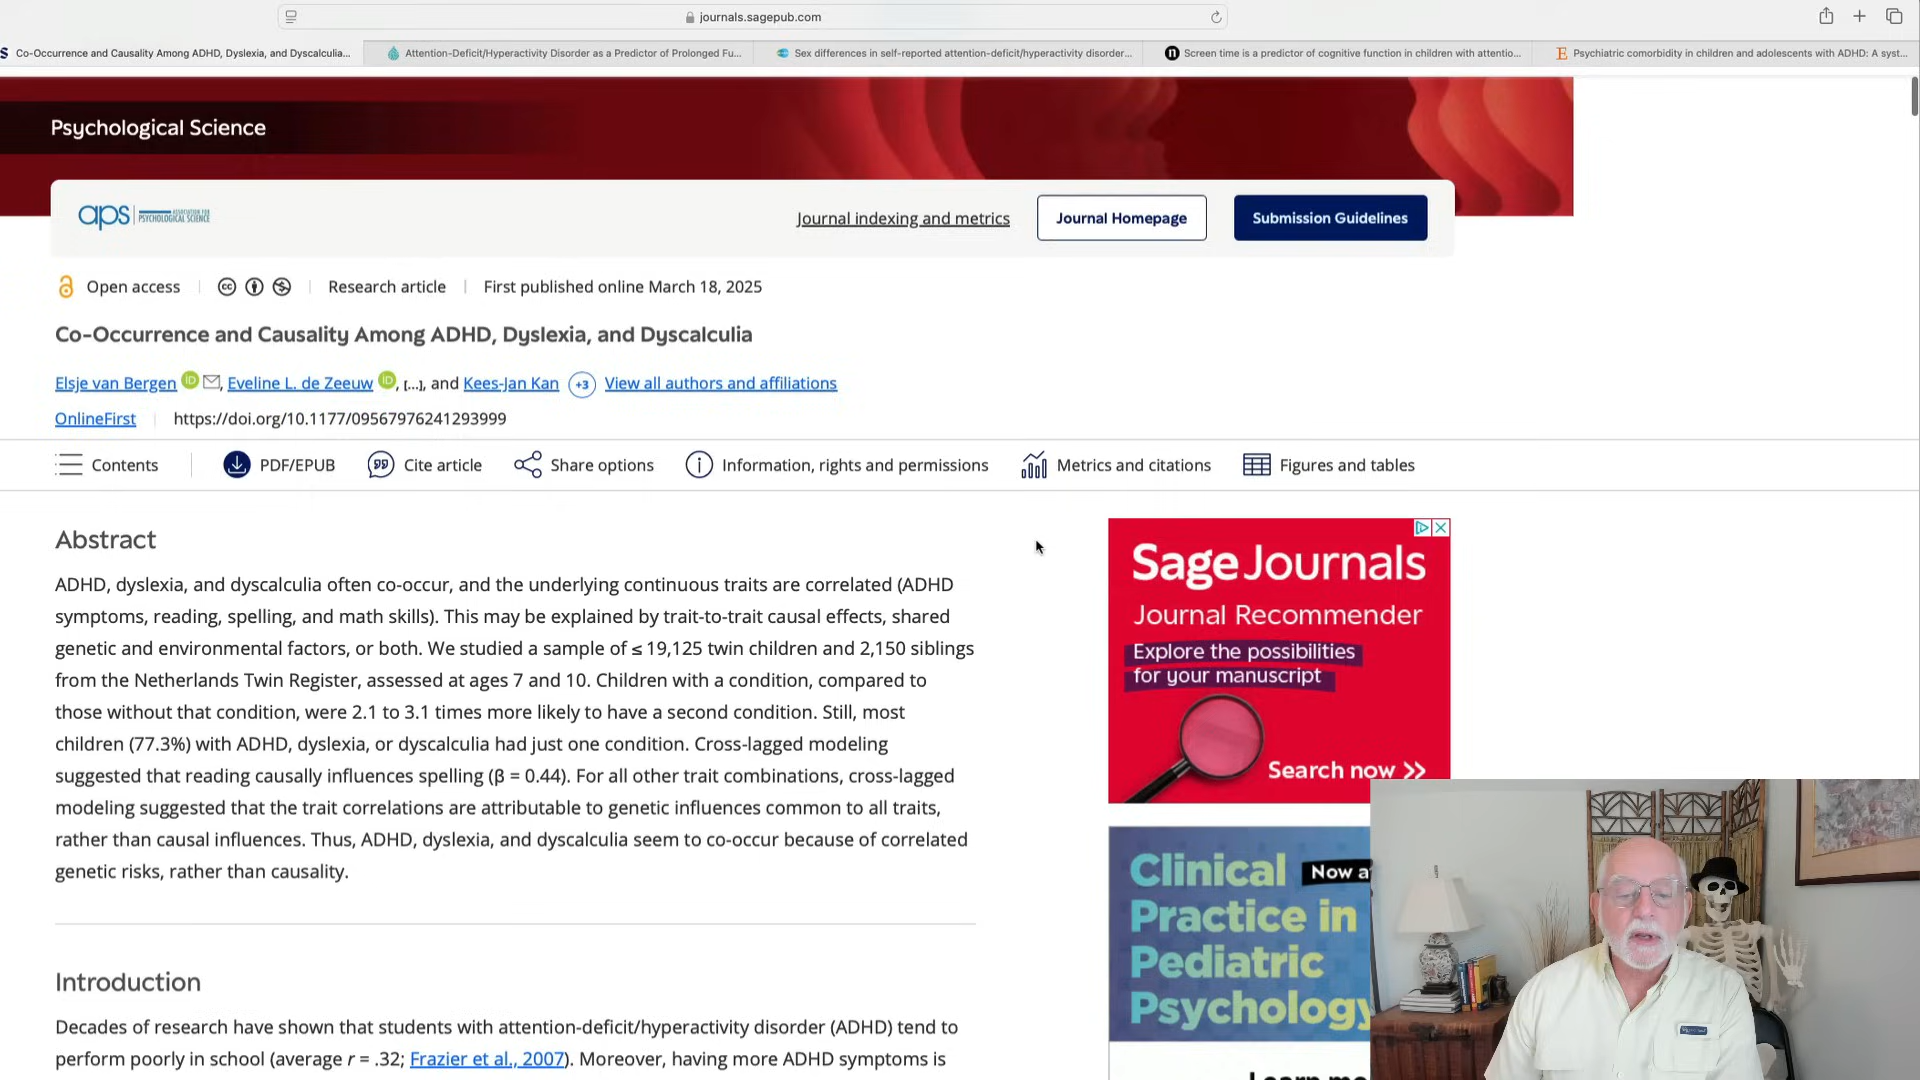 journals.sagepub.com
Co-Occurrence and Causality Among ADHD, Dyslexia, and Dyscalculia...
Attention-Deficit/Hyperactivity Disorder as a Predictor of Prolonged Fu...
Sex differences in self-reported attention-deficit/hyperactivity disorder...
Screen time is a predictor of cognitive function in children with attentio...
Psychiatric comorbidity in children and adolescents with ADHD: A syst...
Psychological Science
aps ASSOCIATION FOR
PSYCHOLOGICAL SCIENCE
Journal indexing and metrics
Journal Homepage
Submission Guidelines
Open access
Research article
First published online March 18, 2025
Co-Occurrence and Causality Among ADHD, Dyslexia, and Dyscalculia
Elsje van Bergen iD, Eveline L. de Zeeuw iD, [...], and Kees-Jan Kan +3 View all authors and affiliations
OnlineFirst
https://doi.org/10.1177/09567976241293999
Contents
PDF/EPUB
Cite article
Share options
Information, rights and permissions
Metrics and citations
Figures and tables
Abstract
ADHD, dyslexia, and dyscalculia often co-occur, and the underlying continuous traits are correlated (ADHD
symptoms, reading, spelling, and math skills). This may be explained by trait-to-trait causal effects, shared
genetic and environmental factors, or both. We studied a sample of ≤ 19,125 twin children and 2,150 siblings
from the Netherlands Twin Register, assessed at ages 7 and 10. Children with a condition, compared to
those without that condition, were 2.1 to 3.1 times more likely to have a second condition. Still, most
children (77.3%) with ADHD, dyslexia, or dyscalculia had just one condition. Cross-lagged modeling
suggested that reading causally influences spelling (β = 0.44). For all other trait combinations, cross-lagged
modeling suggested that the trait correlations are attributable to genetic influences common to all traits,
rather than causal influences. Thus, ADHD, dyslexia, and dyscalculia seem to co-occur because of correlated
genetic risks, rather than causality.
Introduction
Decades of research have shown that students with attention-deficit/hyperactivity disorder (ADHD) tend to
perform poorly in school (average r = .32; Frazier et al., 2007). Moreover, having more ADHD symptoms is
Sage Journals
Journal Recommender
Explore the possibilities
for your manuscript
Search now >>
Clinical
Now a
Practice in
Pediatric
Psychology